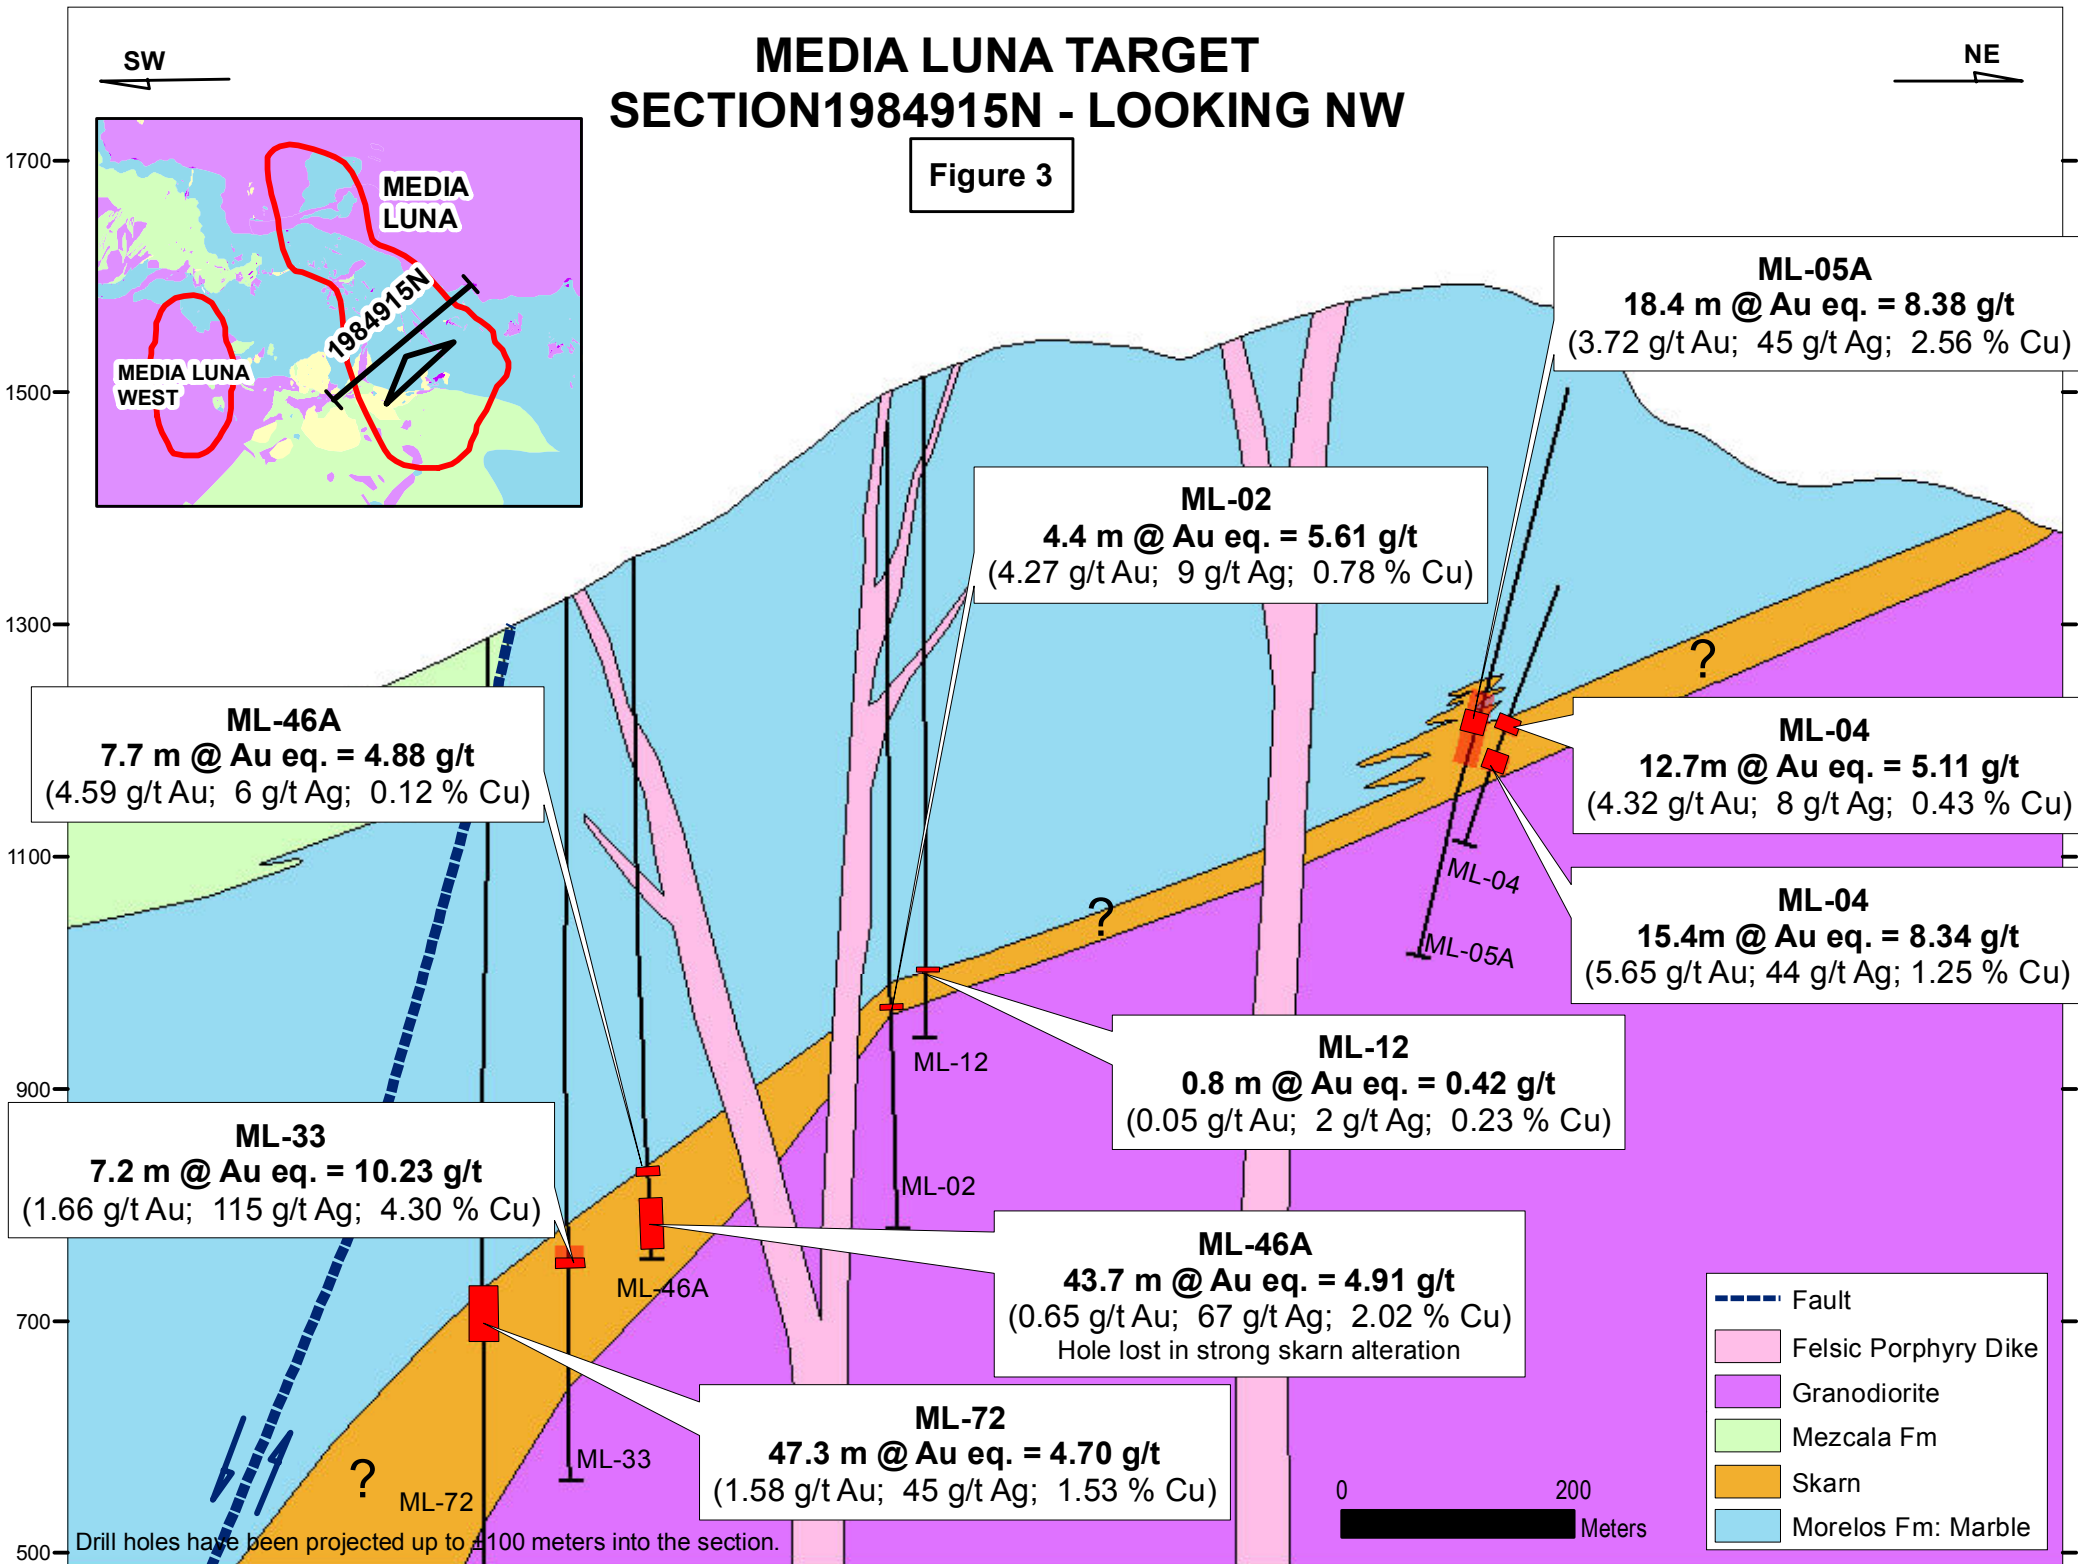 SW
MEDIA LUNA TARGET
NE
SECTION1984915N - LOOKING NW
Figure 3
MEDIA
LUNA
1984915N
MEDIA LUNA
WEST
1700
1500
1300
1100
900
700
500
ML-05A
18.4 m @ Au eq. = 8.38 g/t
(3.72 g/t Au; 45 g/t Ag; 2.56 % Cu)
ML-02
4.4 m @ Au eq. = 5.61 g/t
(4.27 g/t Au; 9 g/t Ag; 0.78 % Cu)
?
ML-46A
7.7 m @ Au eq. = 4.88 g/t
(4.59 g/t Au; 6 g/t Ag; 0.12 % Cu)
ML-04
12.7m @ Au eq. = 5.11 g/t
(4.32 g/t Au; 8 g/t Ag; 0.43 % Cu)
ML-04
?
ML-04
15.4m @ Au eq. = 8.34 g/t
(5.65 g/t Au; 44 g/t Ag; 1.25 % Cu)
ML-05A
ML-12
ML-12
0.8 m @ Au eq. = 0.42 g/t
(0.05 g/t Au; 2 g/t Ag; 0.23 % Cu)
ML-33
7.2 m @ Au eq. = 10.23 g/t
(1.66 g/t Au; 115 g/t Ag; 4.30 % Cu)
ML-02
ML-46A
ML-46A
43.7 m @ Au eq. = 4.91 g/t
(0.65 g/t Au; 67 g/t Ag; 2.02 % Cu)
Hole lost in strong skarn alteration
ML-72
47.3 m @ Au eq. = 4.70 g/t
(1.58 g/t Au; 45 g/t Ag; 1.53 % Cu)
ML-33
?
ML-72
Drill holes have been projected up to ±100 meters into the section.
0 200
Meters
Fault
Felsic Porphyry Dike
Granodiorite
Mezcala Fm
Skarn
Morelos Fm: Marble